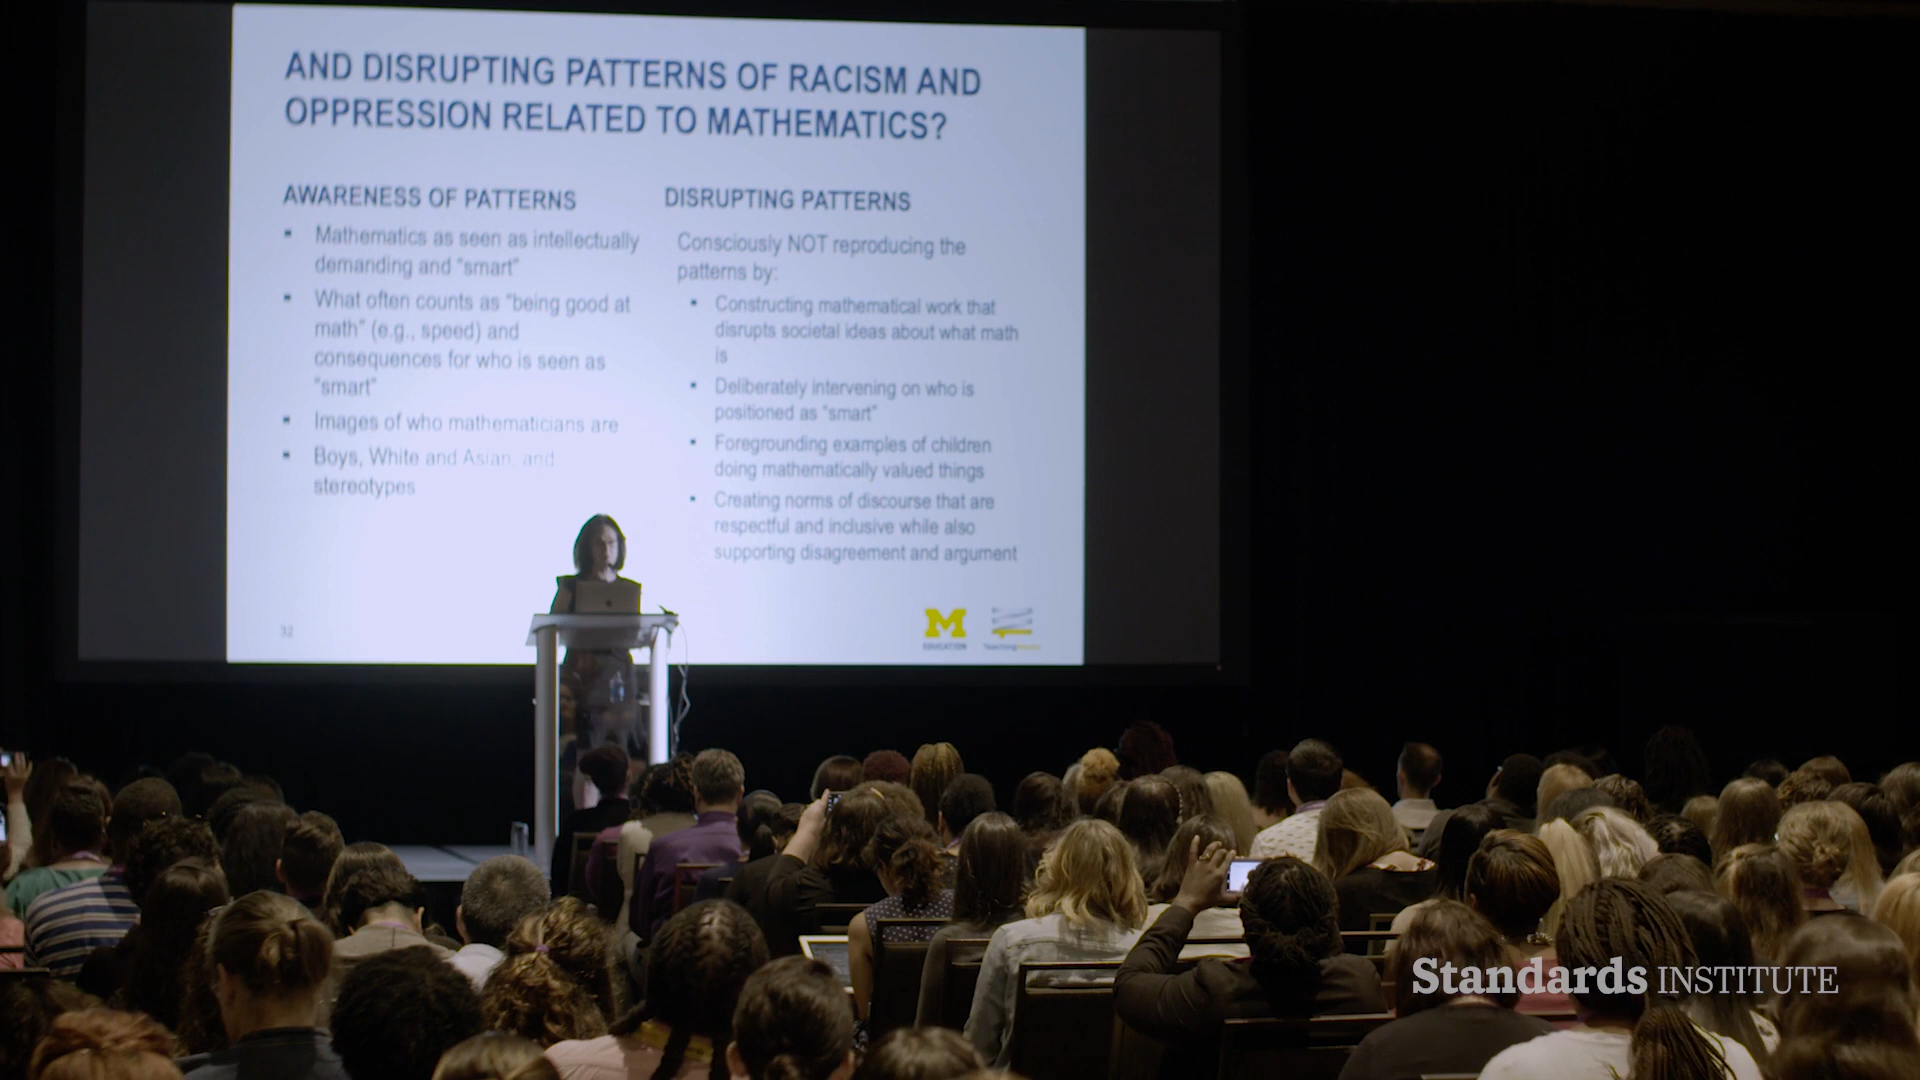 AND DISRUPTING PATTERNS OF RACISM AND
OPPRESSION RELATED TO MATHEMATICS?
AWARENESS OF PATTERNS
▪ Mathematics as seen as intellectually
demanding and "smart"
▪ What often counts as "being good at
math" (e.g., speed) and
consequences for who is seen as
"smart"
▪ Images of who mathematicians are
▪ Boys, White and Asian, and
stereotypes
DISRUPTING PATTERNS
Consciously NOT reproducing the
patterns by:
▪ Constructing mathematical work that
disrupts societal ideas about what math
is
▪ Deliberately intervening on who is
positioned as "smart"
▪ Foregrounding examples of children
doing mathematically valued things
▪ Creating norms of discourse that are
respectful and inclusive while also
supporting disagreement and argument
32
M
EDUCATION
TeachingWorks
Standards INSTITUTE